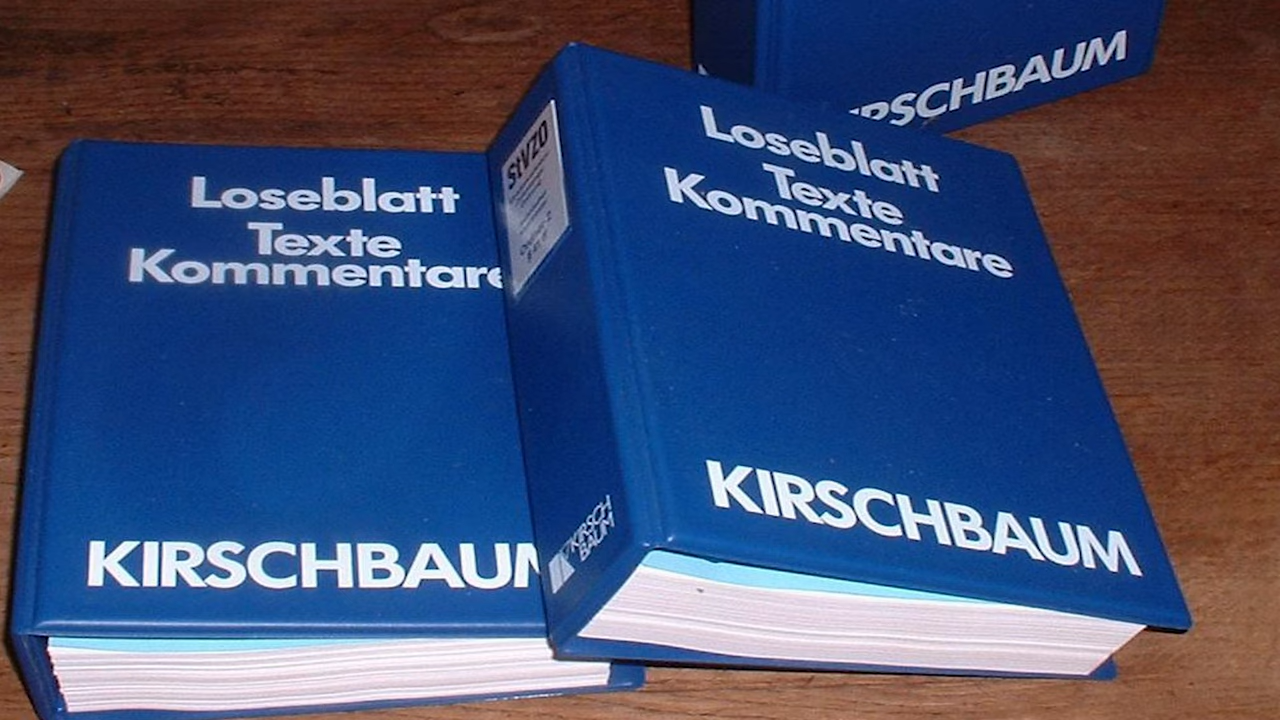 Loseblatt
Texte
Kommentare
KIRSCHBAUM
StVZO
KIRSCH
BAUM
Loseblatt
Texte
Kommentare
KIRSCHBAUM
KIRSCHBAUM